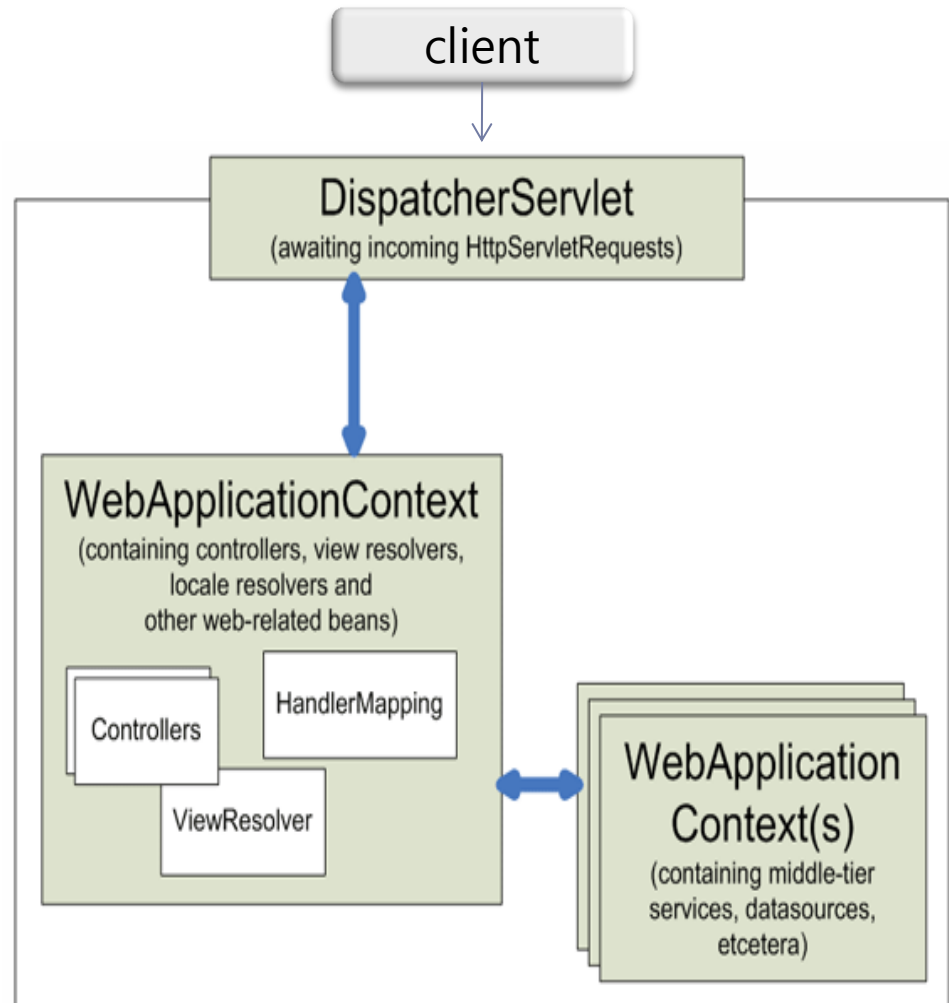 client
DispatcherServlet
(awaiting incoming HttpServletRequests)
WebApplicationContext
(containing controllers, view resolvers,
locale resolvers and
other web-related beans)
Controllers
HandlerMapping
ViewResolver
WebApplication
Context(s)
(containing middle-tier
services, datasources,
etcetera)